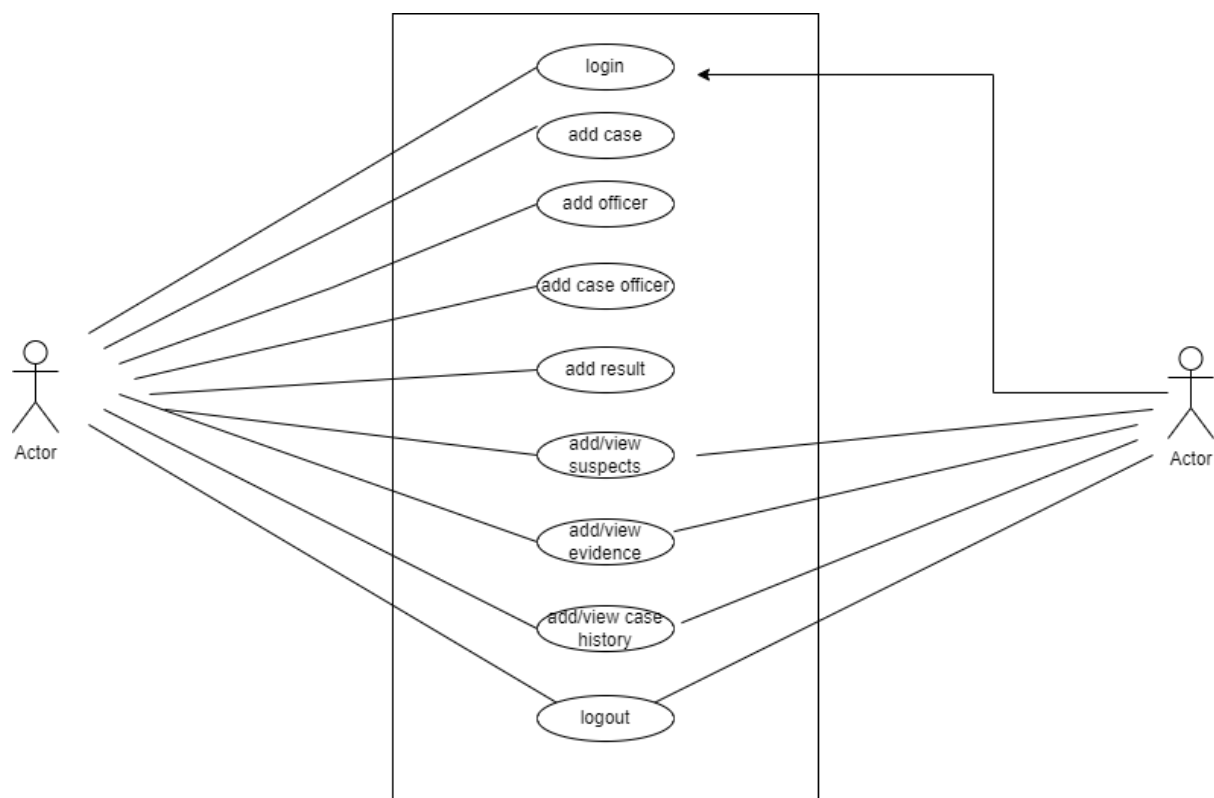 login
add case
add officer
add case officer
add result
add/view
suspects
add/view
evidence
add/view case
history
logout
Actor
Actor